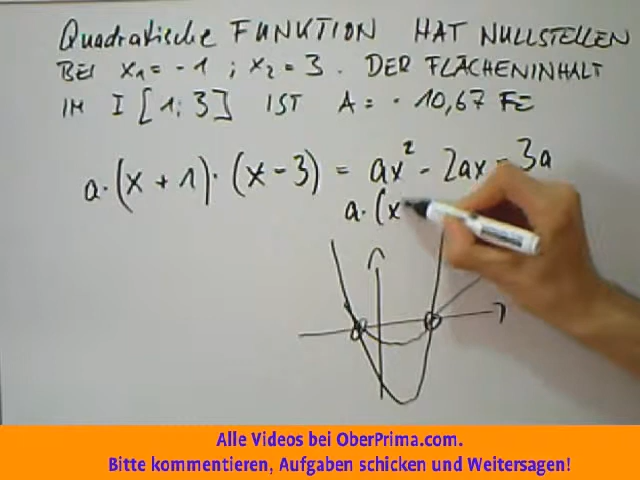 Quadratische FUNKTION HAT NULLSTELLEN
BEI x₁ = -1 ; x₂ = 3 . DER FLÄCHENINHALT
IM I [1; 3] IST A = - 10,67 FE
a·(x + 1)·(x - 3) = ax² - 2ax - 3a
a·(x
Alle Videos bei OberPrima.com.
Bitte kommentieren, Aufgaben schicken und Weitersagen!